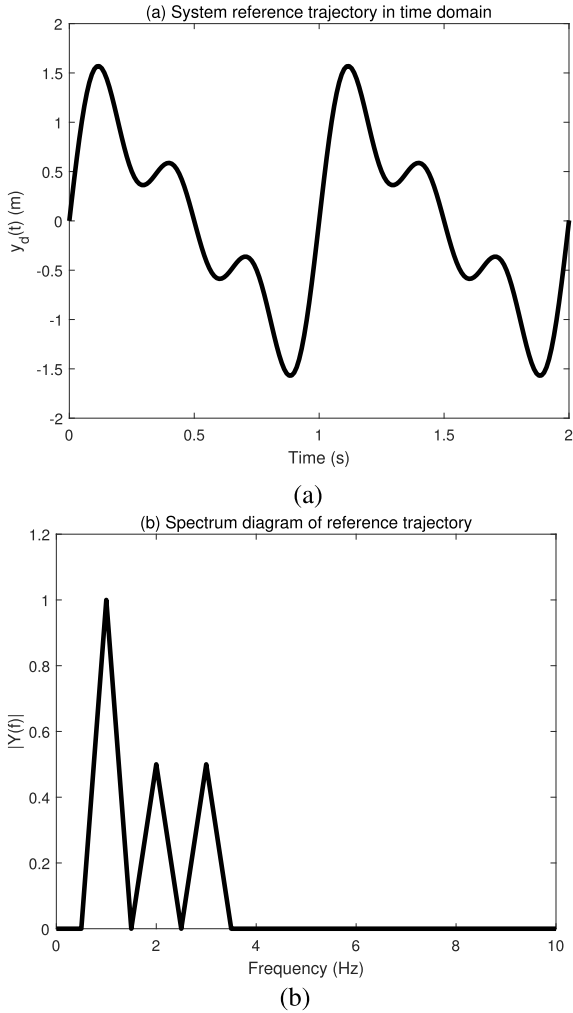 (a) System reference trajectory in time domain
2
1.5
1
0.5
0
-0.5
-1
-1.5
-2
y_d(t) (m)
0 0.5 1 1.5 2
Time (s)
(a)
(b) Spectrum diagram of reference trajectory
1.2
1
0.8
0.6
0.4
0.2
0
|Y(f)|
0 2 4 6 8 10
Frequency (Hz)
(b)